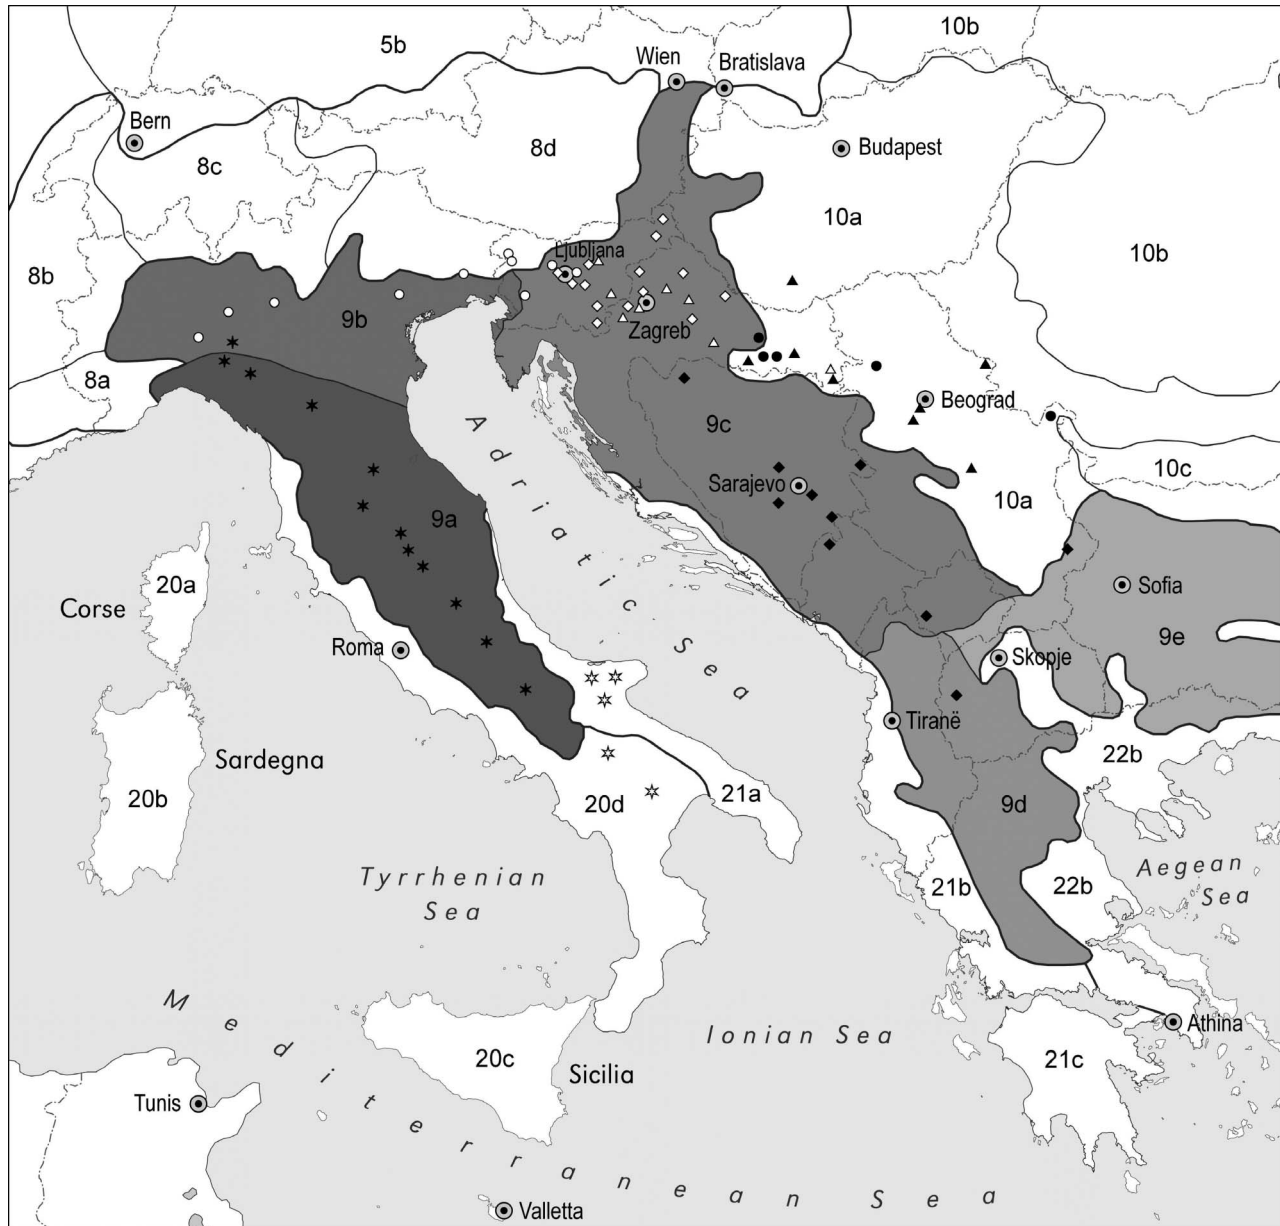 5b
10b
Wien
Bratislava
Bern
Budapest
8c
8d
10a
10b
8b
Ljubljana
9b
Zagreb
8a
Beograd
9c
Adriatic Sea
10c
Sarajevo
10a
9a
20a
Corse
Sofia
Roma
9e
Skopje
Tiranë
Sardegna
22b
20b
20d
21a
9d
Tyrrhenian
Sea
21b
22b
Aegean
Sea
Mediterranean Sea
Ionian Sea
Athina
20c
Sicilia
21c
Tunis
Valletta